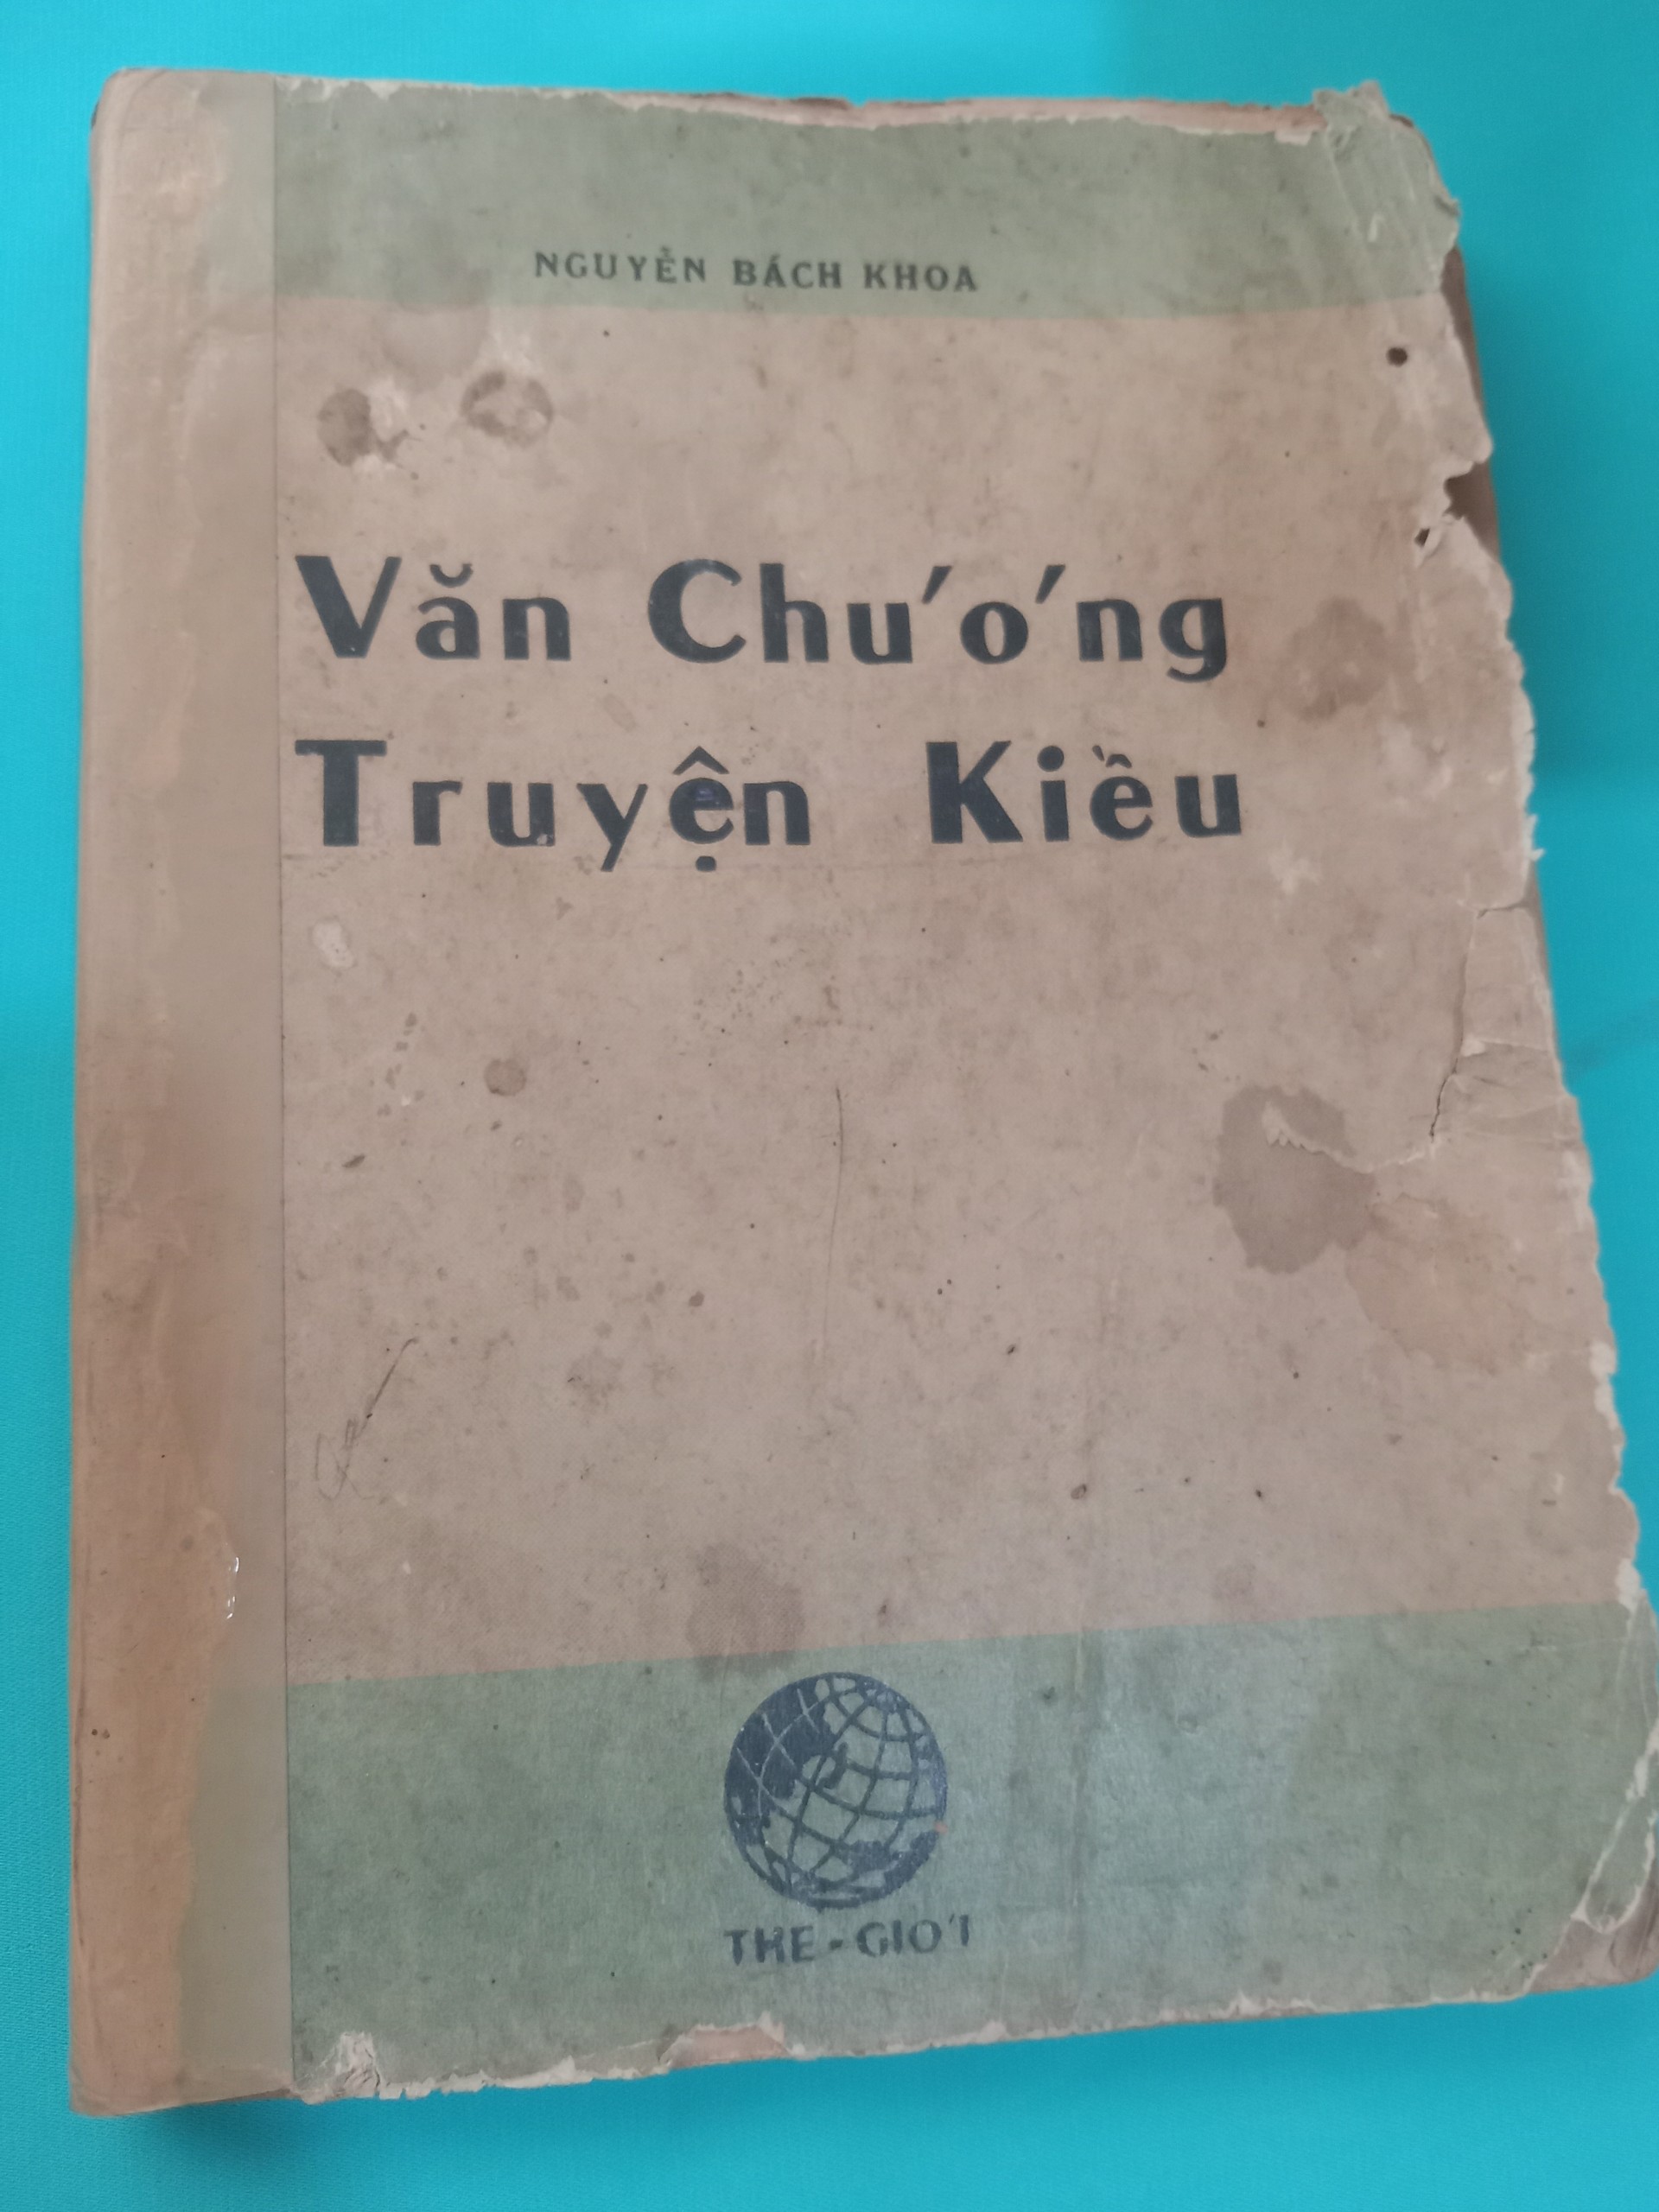 NGUYỄN BÁCH KHOA
Văn Chương
Truyện Kiều
THẾ-GIỚI